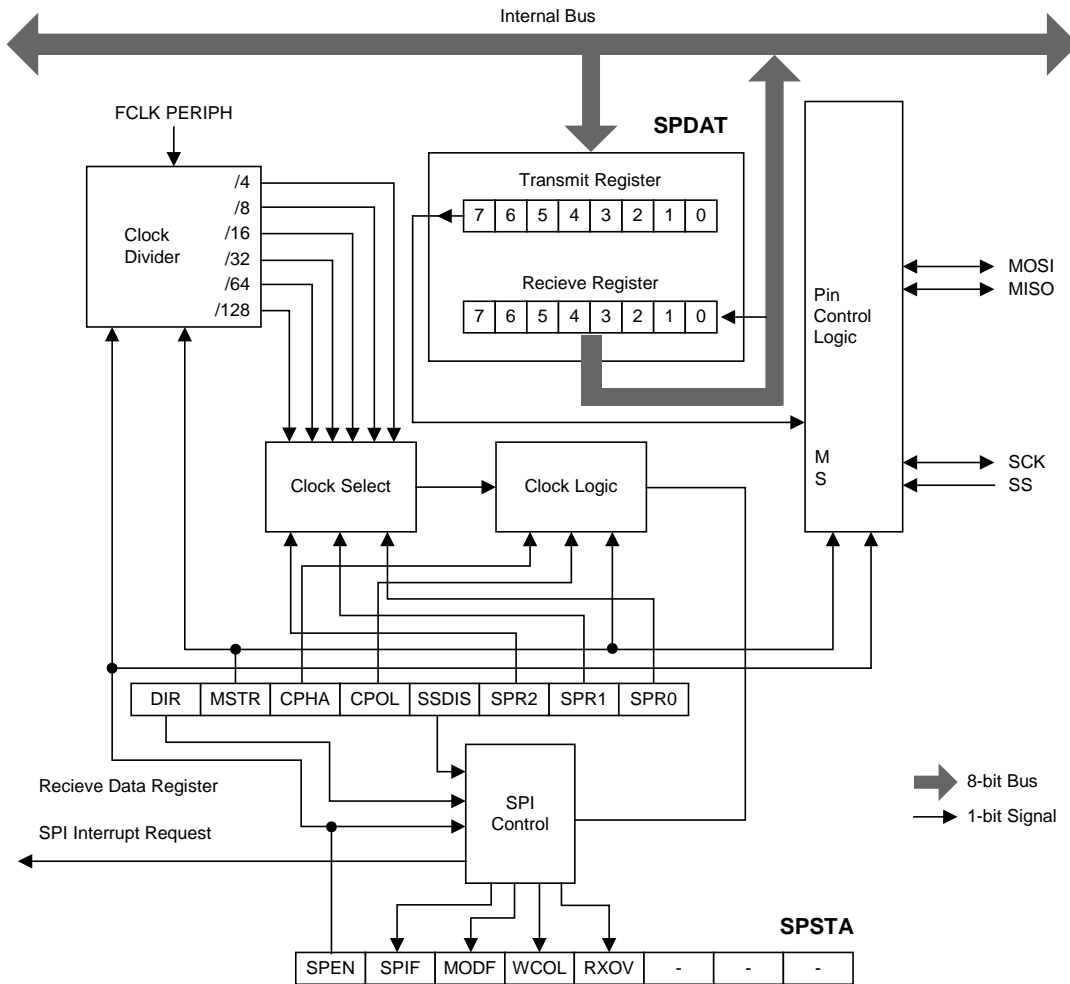 Internal Bus
FCLK PERIPH
SPDAT
Clock
Divider
/4
/8
/16
/32
/64
/128
Transmit Register
7 6 5 4 3 2 1 0
Recieve Register
7 6 5 4 3 2 1 0
Pin
Control
Logic
M
S
MOSI
MISO
SCK
SS
Clock Select
Clock Logic
DIR MSTR CPHA CPOL SSDIS SPR2 SPR1 SPR0
Recieve Data Register
SPI Interrupt Request
SPI
Control
8-bit Bus
1-bit Signal
SPSTA
SPEN SPIF MODF WCOL RXOV - - -